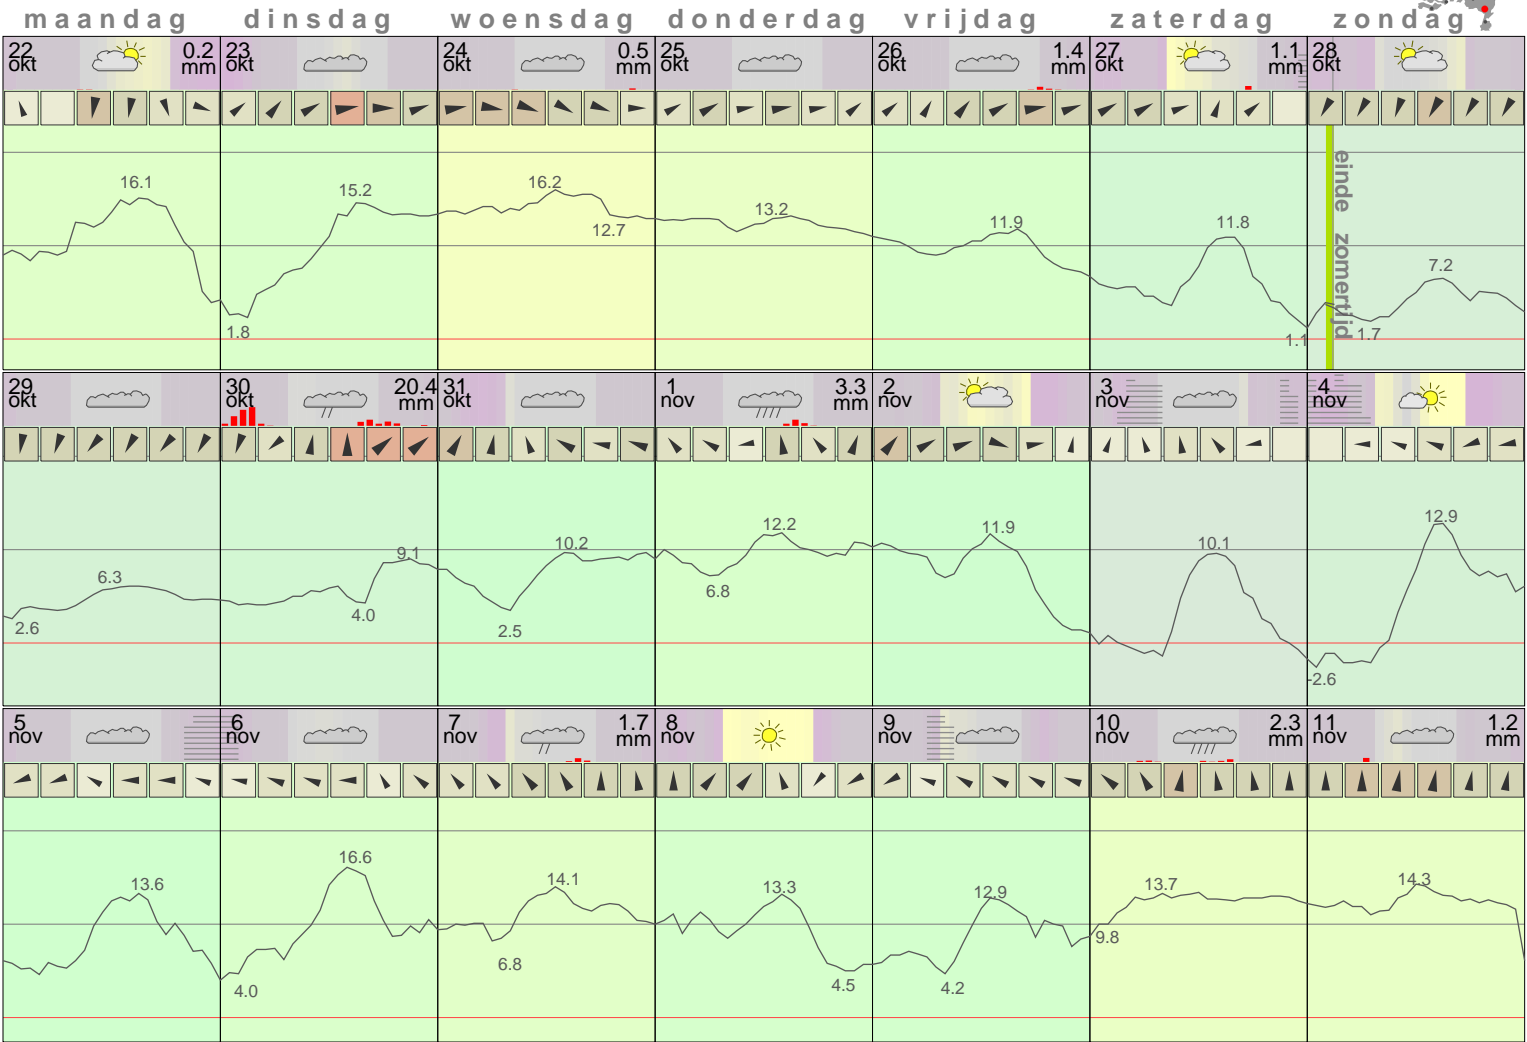 maandag dinsdag woensdag donderdag vrijdag zaterdag zondag
22 okt 0.2 mm
23 okt
24 okt 0.5 mm
25 okt
26 okt 1.4 mm
27 okt 1.1 mm
28 okt
16.1
1.8
15.2
16.2
12.7
13.2
11.9
11.8
1.1
einde zomertijd
1.7
7.2
29 okt
30 okt 20.4 mm
31 okt
1 nov 3.3 mm
2 nov
3 nov
4 nov
2.6
6.3
4.0
9.1
2.5
10.2
6.8
12.2
11.9
10.1
-2.6
12.9
5 nov
6 nov
7 nov 1.7 mm
8 nov
9 nov
10 nov 2.3 mm
11 nov 1.2 mm
13.6
4.0
16.6
6.8
14.1
13.3
4.5
4.2
12.9
9.8
13.7
14.3